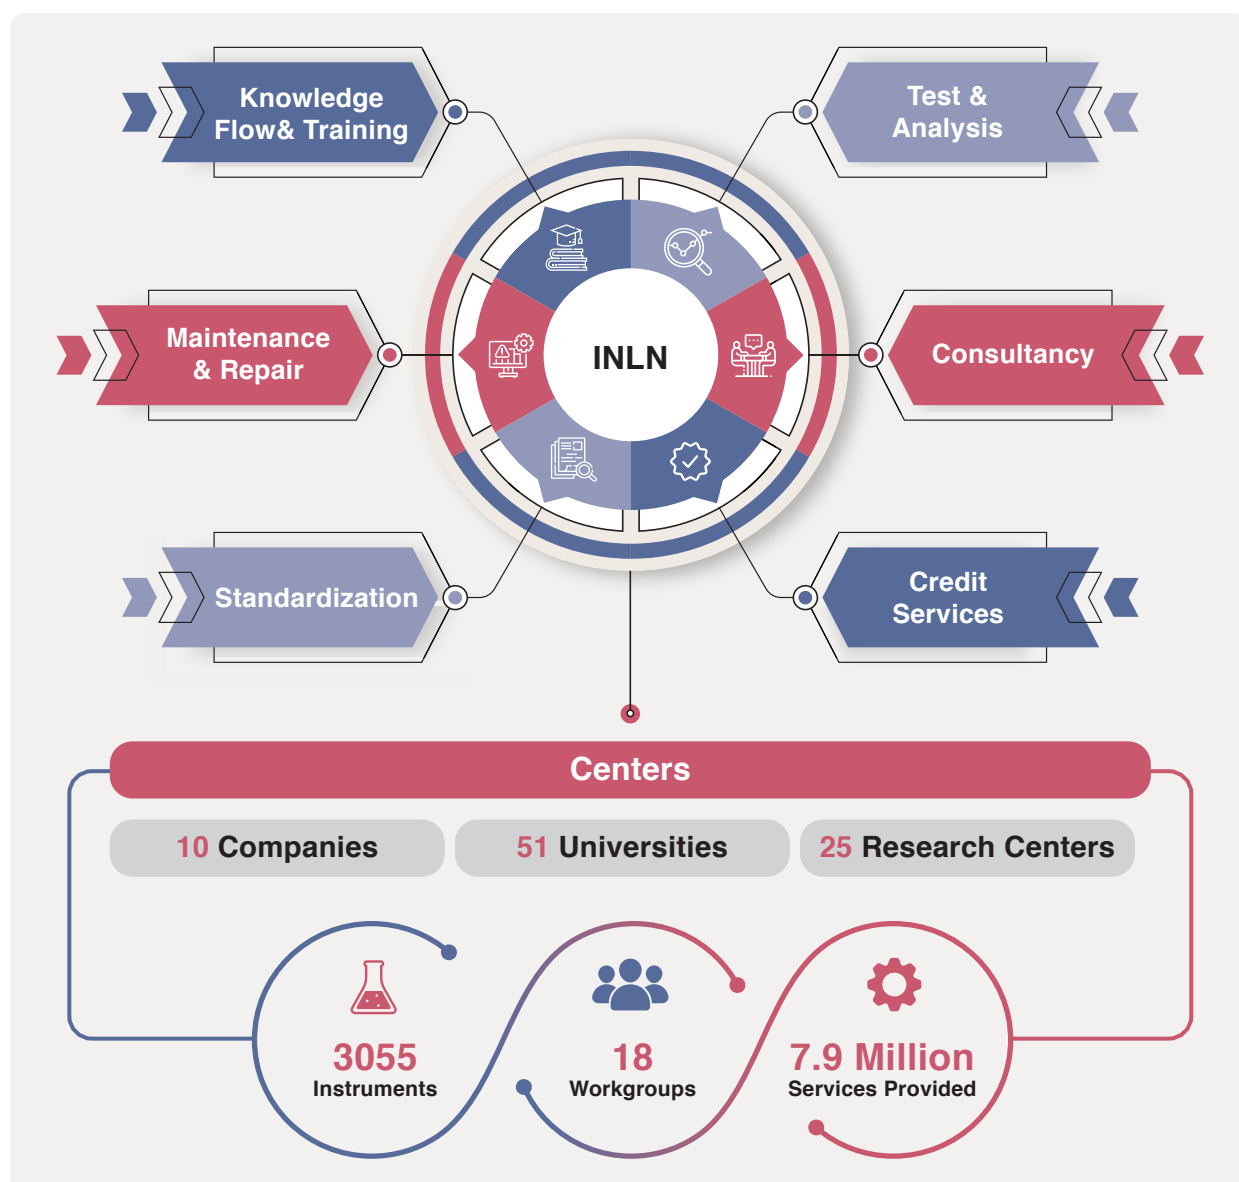 Knowledge
Flow& Training
Test &
Analysis
Maintenance
& Repair
INLN
Consultancy
Standardization
Credit
Services
Centers
10 Companies
51 Universities
25 Research Centers
3055
Instruments
18
Workgroups
7.9 Million
Services Provided